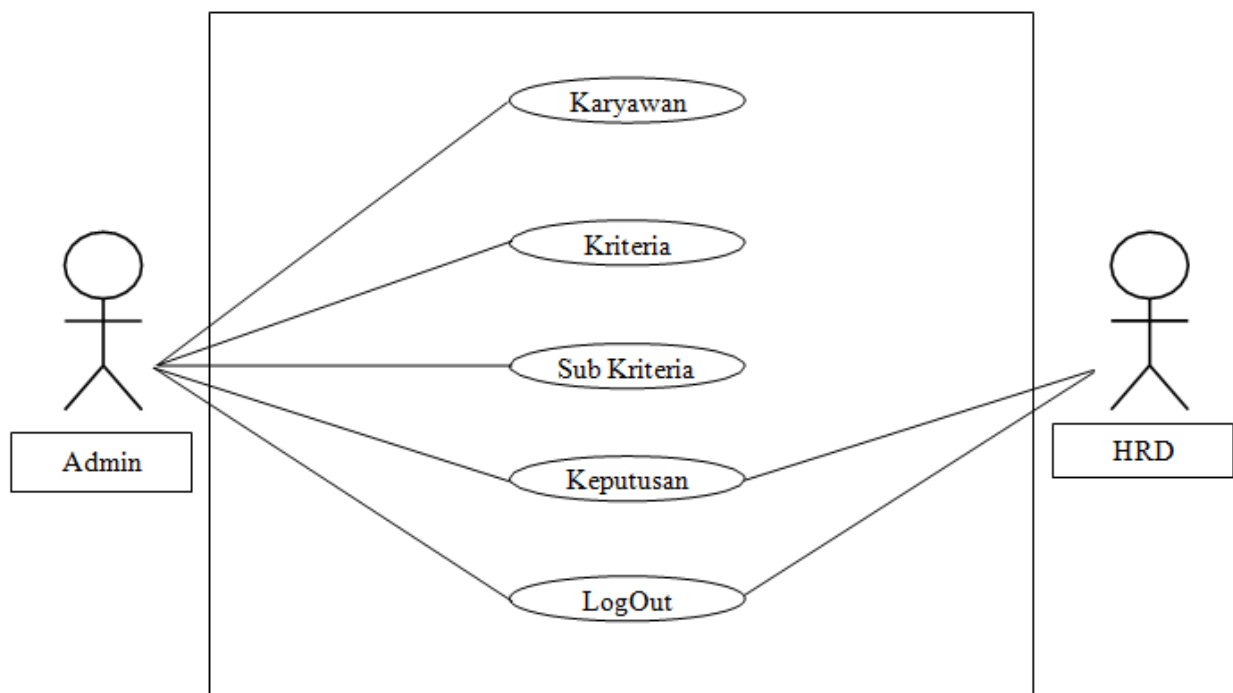 Karyawan
Kriteria
Sub Kriteria
Keputusan
LogOut
Admin
HRD